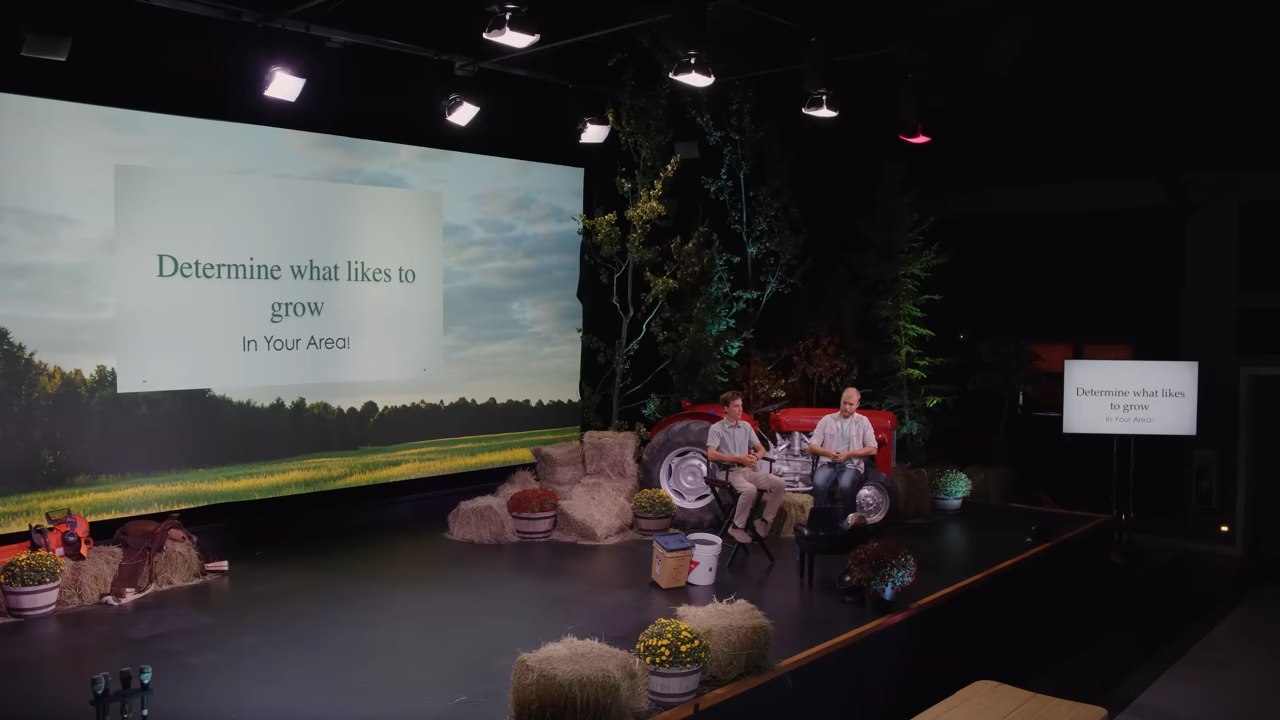 Determine what likes to
grow
In Your Area!
Determine what likes
to grow
In Your Area!